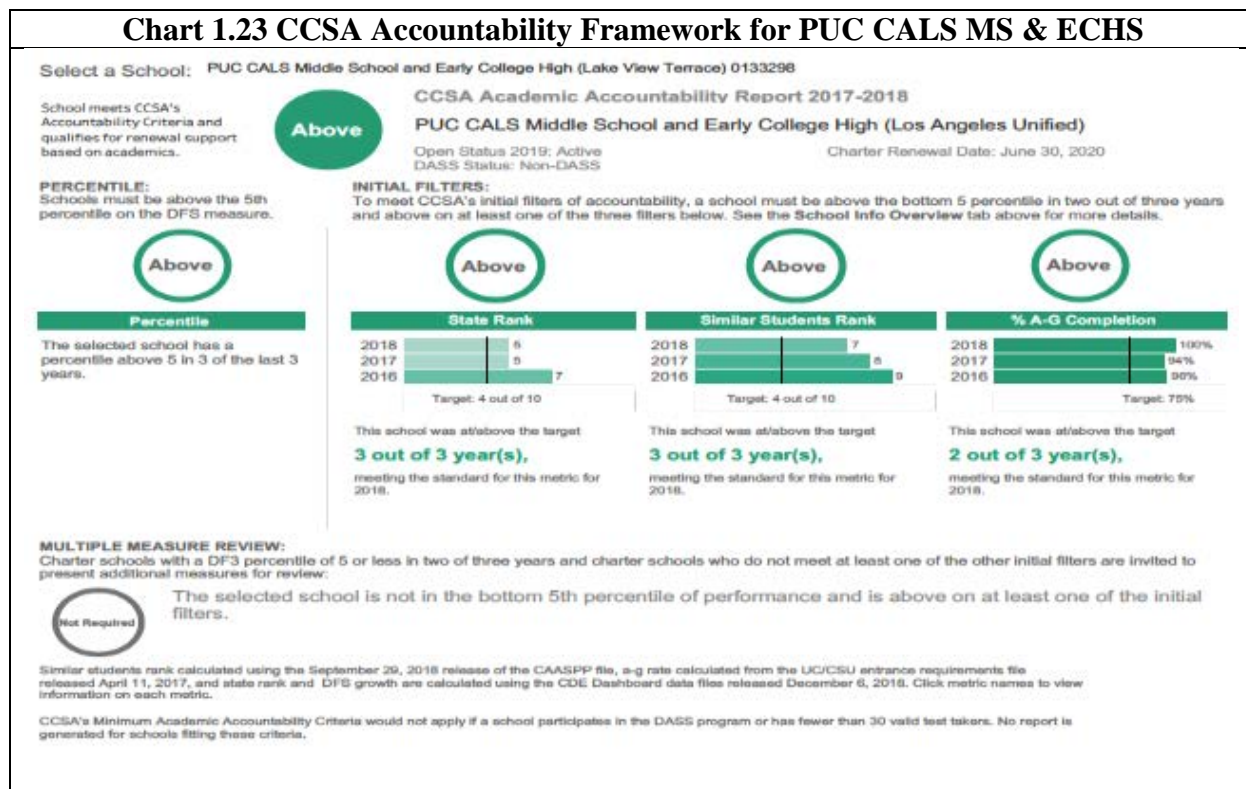 Chart 1.23 CCSA Accountability Framework for PUC CALS MS & ECHS
Select a School: PUC CALS Middle School and Early College High (Lake View Terrace) 0133298
School meets CCSA's
Accountability Criteria and
qualifies for renewal support
based on academics.
Above
CCSA Academic Accountability Report 2017-2018
PUC CALS Middle School and Early College High (Los Angeles Unified)
Open Status 2019: Active
Charter Renewal Date: June 30, 2020
DASS Status: Non-DASS
PERCENTILE:
Schools must be above the 5th
percentile on the DFS measure.
INITIAL FILTERS:
To meet CCSA's initial filters of accountability, a school must be above the bottom 5 percentile in two out of three years
and above on at least one of the three filters below. See the School Info Overview tab above for more details.
Above
Percentile
The selected school has a
percentile above 5 in 3 of the last 3
years.
Above
State Rank
2018 5
2017 5
2016 7
Target: 4 out of 10
This school was at/above the target
3 out of 3 year(s),
meeting the standard for this metric for
2018.
Above
Similar Students Rank
2018 7
2017 8
2016 9
Target: 4 out of 10
This school was at/above the target
3 out of 3 year(s),
meeting the standard for this metric for
2018.
Above
% A-G Completion
2018 100%
2017 94%
2016
Target: 75%
This school was at/above the target
2 out of 3 year(s),
meeting the standard for this metric for
2018.
MULTIPLE MEASURE REVIEW:
Charter schools with a DF3 percentile of 5 or less in two of three years and charter schools who do not meet at least one of the other initial filters are invited to
present additional measures for review:
Not Required
The selected school is not in the bottom 5th percentile of performance and is above on at least one of the initial
filters.
Similar students rank calculated using the September 29, 2018 release of the CAASPP file, a-g rate calculated from the UC/CSU entrance requirements file
released April 11, 2017, and state rank and DFS growth are calculated using the CDE Dashboard data files released December 6, 2018. Click metric names to view
information on each metric.
CCSA's Minimum Academic Accountability Criteria would not apply if a school participates in the DASS program or has fewer than 30 valid test takers. No report is
generated for schools fitting these criteria.